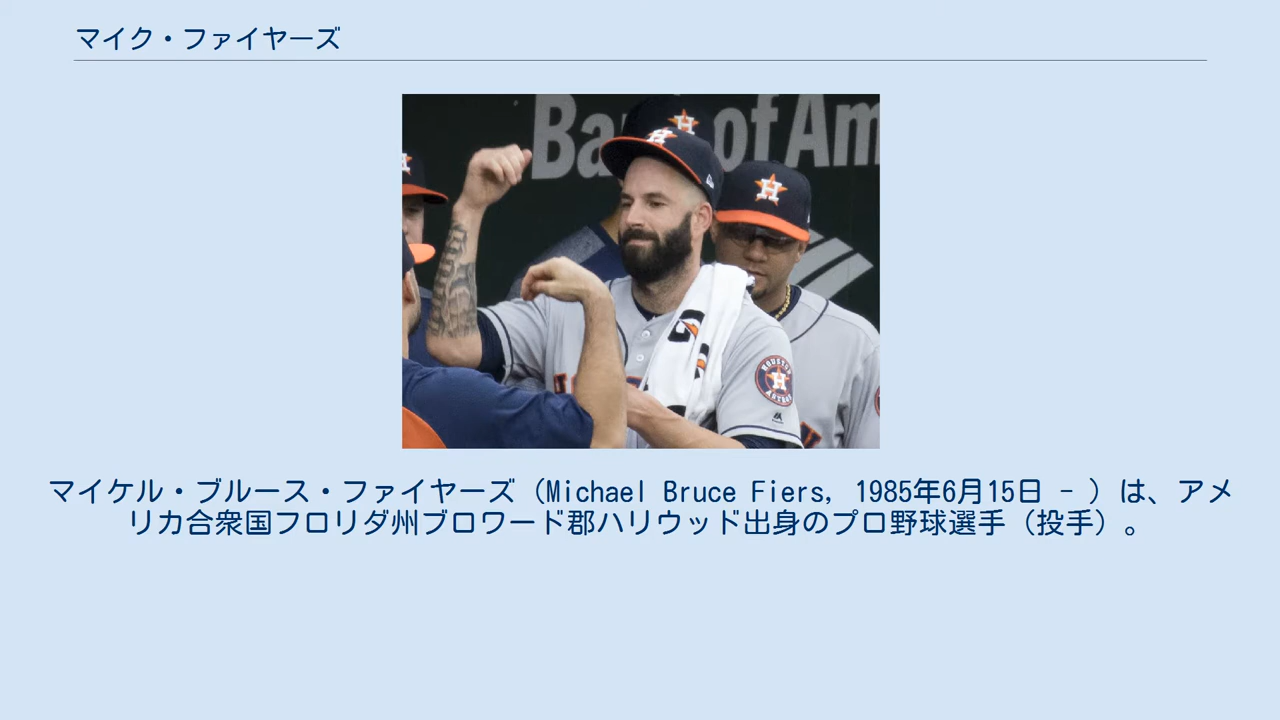 マイク・ファイヤーズ
Ba of Am
H
HOUSTON
ASTROS
マイケル・ブルース・ファイヤーズ（Michael Bruce Fiers, 1985年6月15日 - ）は、アメ
リカ合衆国フロリダ州ブロワード郡ハリウッド出身のプロ野球選手（投手）。